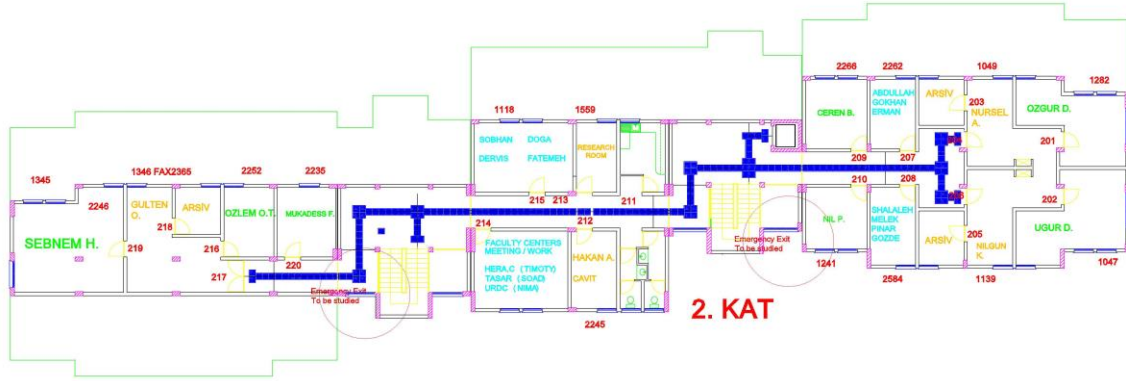 2266
2262
1049
1282
CEREN B.
ABDULLAH
GOKHAN
ERMAN
ARSİV
203
NURSEL
A.
OZGUR D.
201
209
207
1118
1559
SOBHAN DOGA
DERVIS FATEMEH
RESEARCH
ROOM
215
213
211
212
214
1345
1346 FAX2365
2252
2235
2246
SEBNEM H.
GULTEN
O.
218
ARSİV
OZLEM O.T.
MUKADESS F.
219
216
217
220
Emergency Exit
To be studied
FACULTY CENTERS
MEETING / WORK
HERA.C ( TIMOTY)
TABAR ( SOAD)
URDC ( NIMA)
HAKAN A.
CAVIT
2245
2. KAT
Emergency Exit
To be studied
210
208
NIL P.
SHALALEH
MELEK
PINAR
GOZDE
ARSİV
205
NILGUN
K.
202
UGUR D.
1241
2584
1139
1047